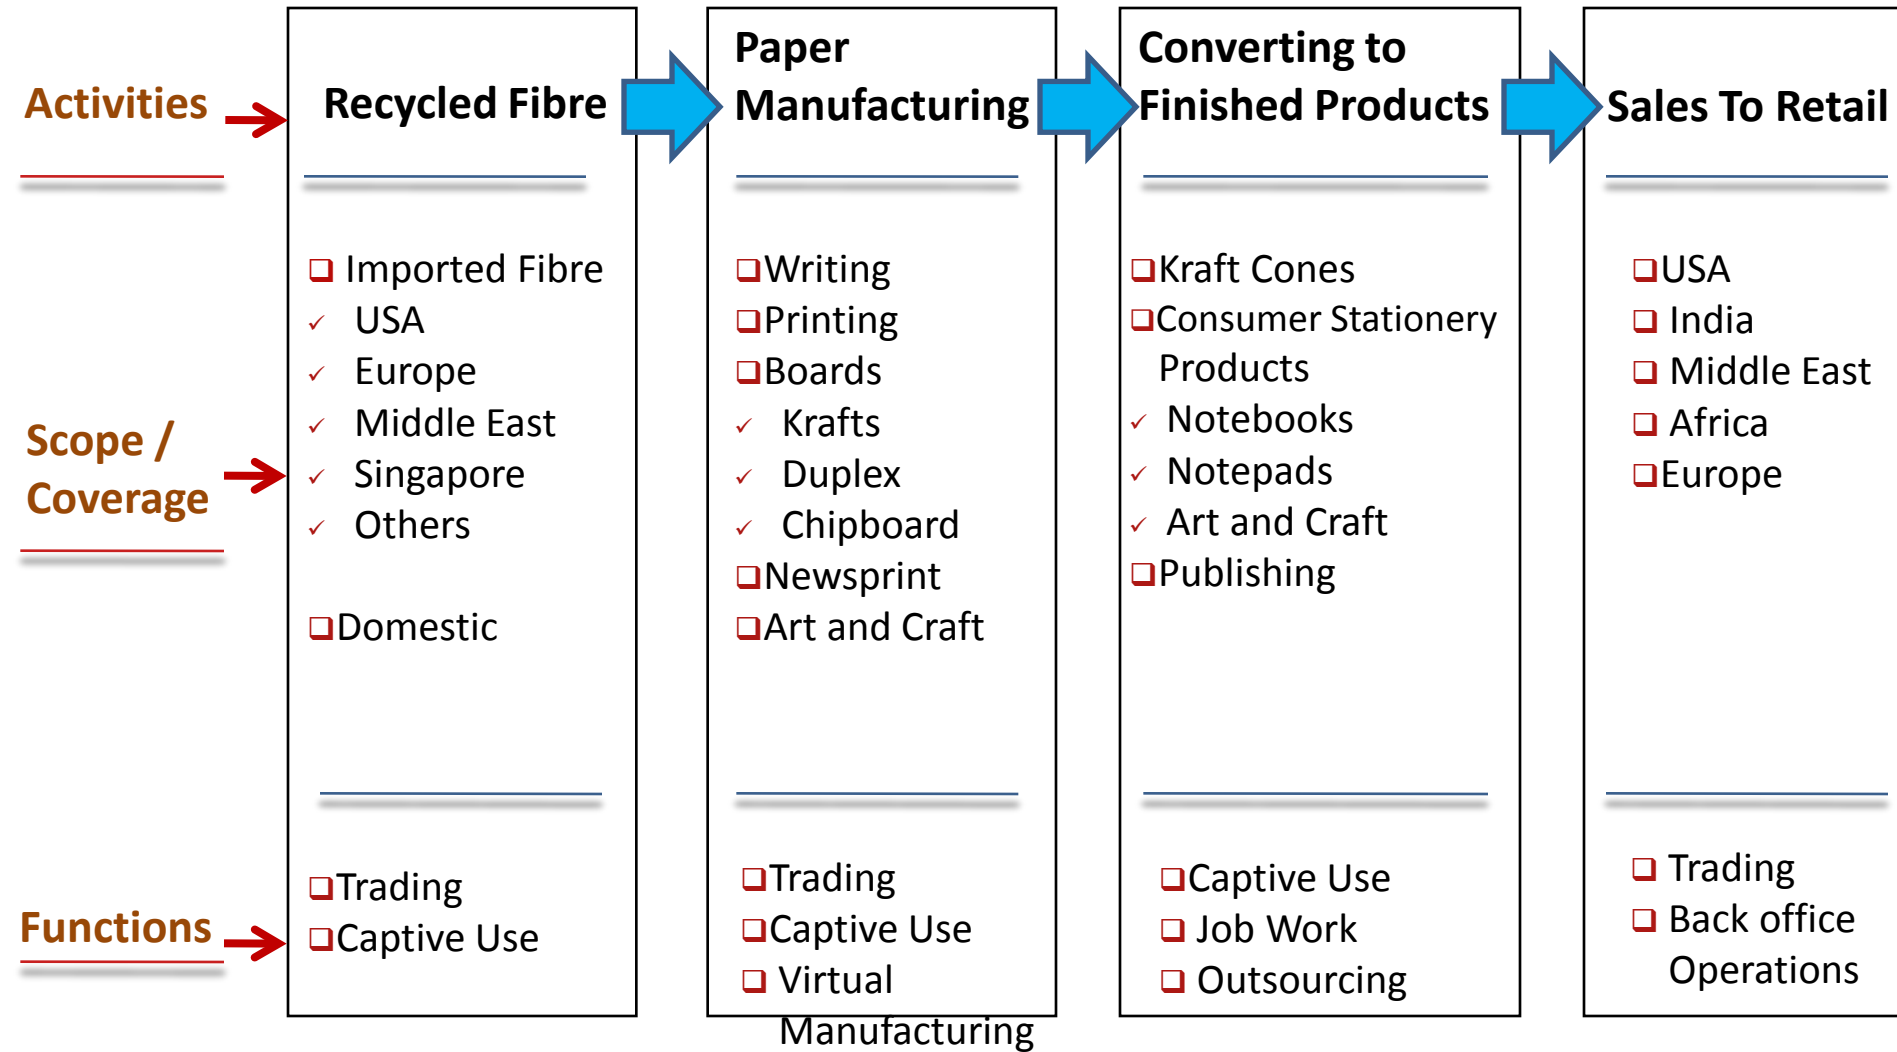 Activities
Recycled Fibre
Paper
Manufacturing
Converting to
Finished Products
Sales To Retail
Scope /
Coverage
Imported Fibre
USA
Europe
Middle East
Singapore
Others
Domestic
Writing
Printing
Boards
Krafts
Duplex
Chipboard
Newsprint
Art and Craft
Kraft Cones
Consumer Stationery
Products
Notebooks
Notepads
Art and Craft
Publishing
USA
India
Middle East
Africa
Europe
Functions
Trading
Captive Use
Trading
Captive Use
Virtual
Manufacturing
Captive Use
Job Work
Outsourcing
Trading
Back office
Operations